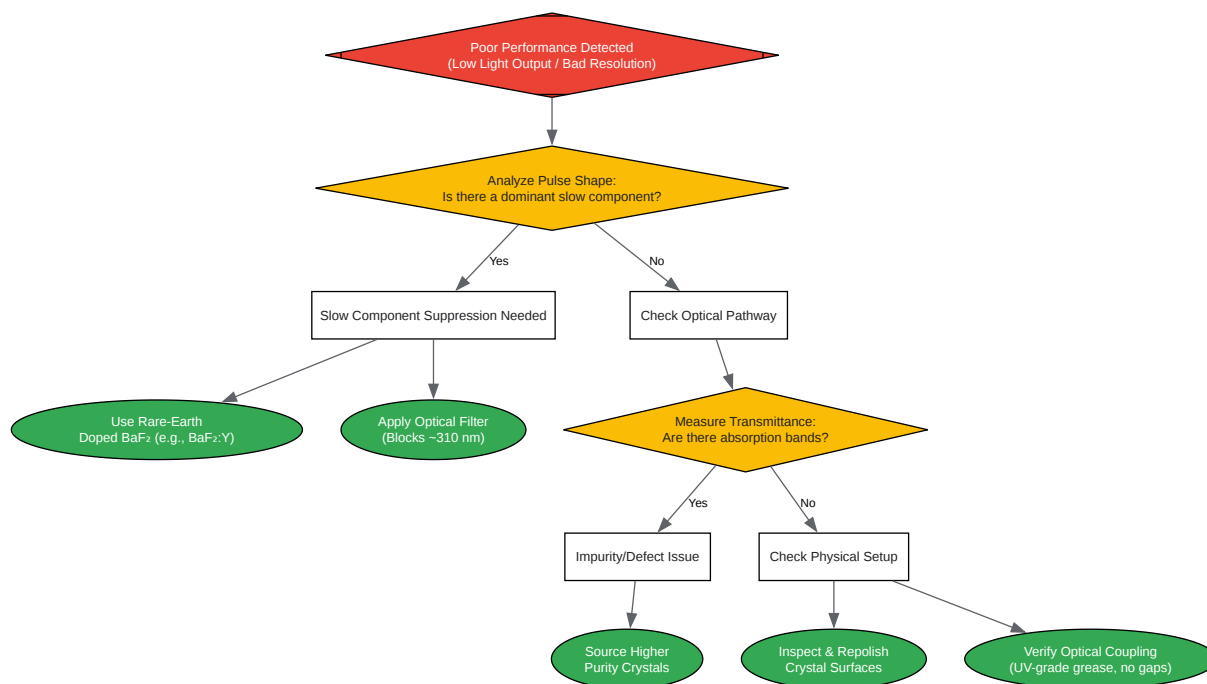 Poor Performance Detected
(Low Light Output / Bad Resolution)
Analyze Pulse Shape:
Is there a dominant slow component?
Yes
No
Slow Component Suppression Needed
Check Optical Pathway
Use Rare-Earth
Doped BaF₂ (e.g., BaF₂:Y)
Apply Optical Filter
(Blocks ~310 nm)
Measure Transmittance:
Are there absorption bands?
Yes
No
Impurity/Defect Issue
Check Physical Setup
Source Higher
Purity Crystals
Inspect & Repolish
Crystal Surfaces
Verify Optical Coupling
(UV-grade grease, no gaps)